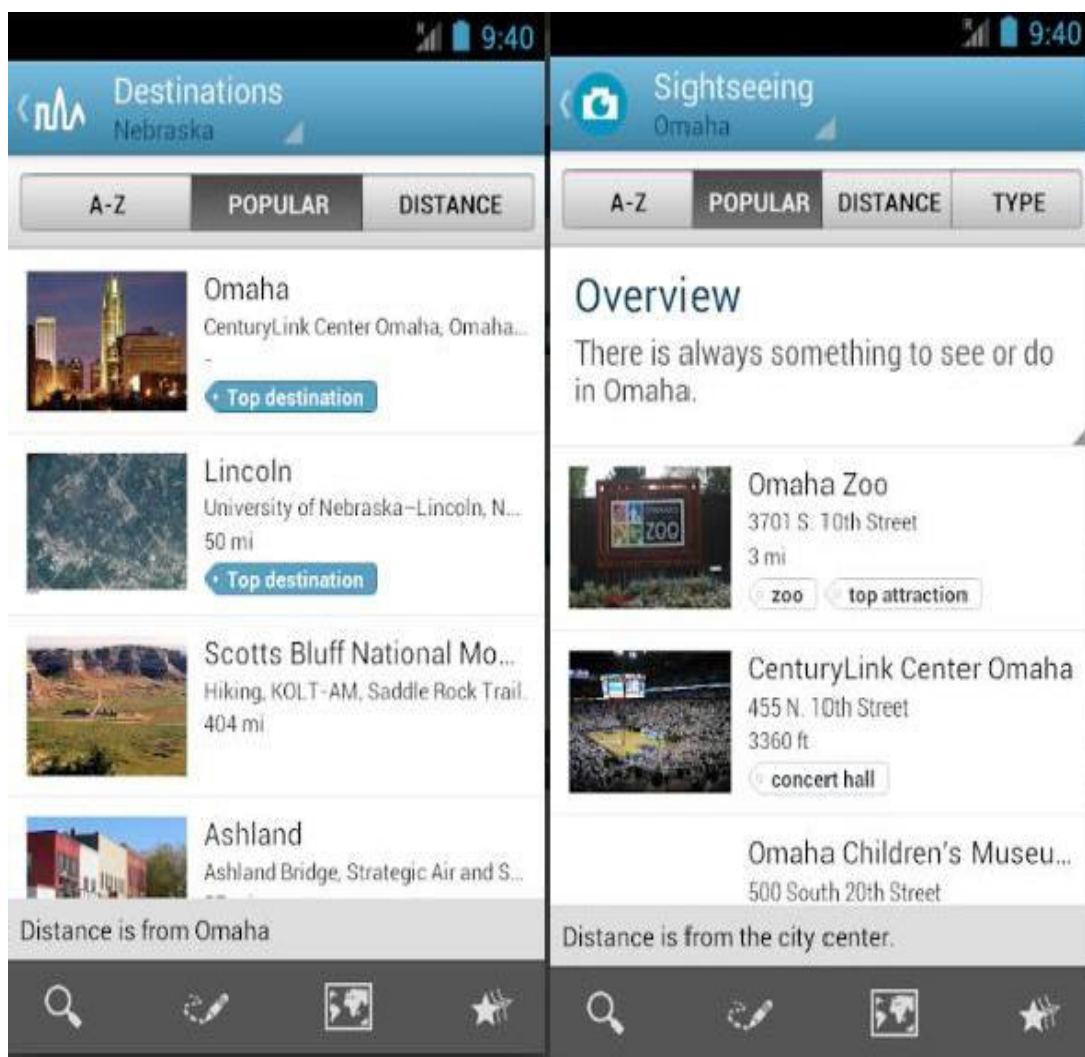 9:40
Destinations
Nebraska
A-Z POPULAR DISTANCE
Omaha
CenturyLink Center Omaha, Omaha...
-
Top destination
Lincoln
University of Nebraska–Lincoln, N...
50 mi
Top destination
Scotts Bluff National Mo...
Hiking, KOLT-AM, Saddle Rock Trail.
404 mi
Ashland
Ashland Bridge, Strategic Air and S...
Distance is from Omaha
R 9:40
Sightseeing
Omaha
A-Z POPULAR DISTANCE TYPE
Overview
There is always something to see or do
in Omaha.
ZOO
Omaha Zoo
3701 S. 10th Street
3 mi
zoo top attraction
CenturyLink Center Omaha
455 N. 10th Street
3360 ft
concert hall
Omaha Children's Museu...
500 South 20th Street
Distance is from the city center.